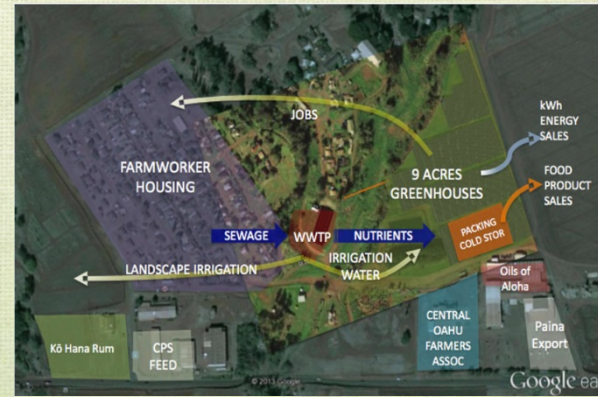 JOBS
kWh
ENERGY
SALES
FARMWORKER
HOUSING
9 ACRES
GREENHOUSES
FOOD
PRODUCT
SALES
SEWAGE
WWTP
NUTRIENTS
PACKING
COLD STOR
LANDSCAPE IRRIGATION
IRRIGATION
WATER
Oils of
Aloha
Kō Hana Rum
CPS
FEED
CENTRAL
OAHU
FARMERS
ASSOC
Paina
Export
© 2013 Google
Google ea